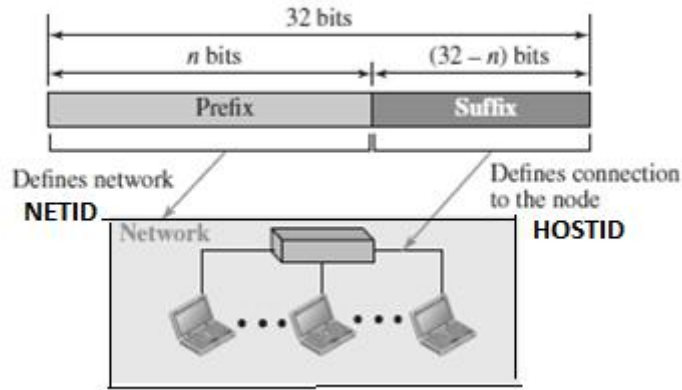 32 bits
n bits
(32 – n) bits
Prefix
Suffix
Defines network
NETID
Defines connection
to the node
HOSTID
Network